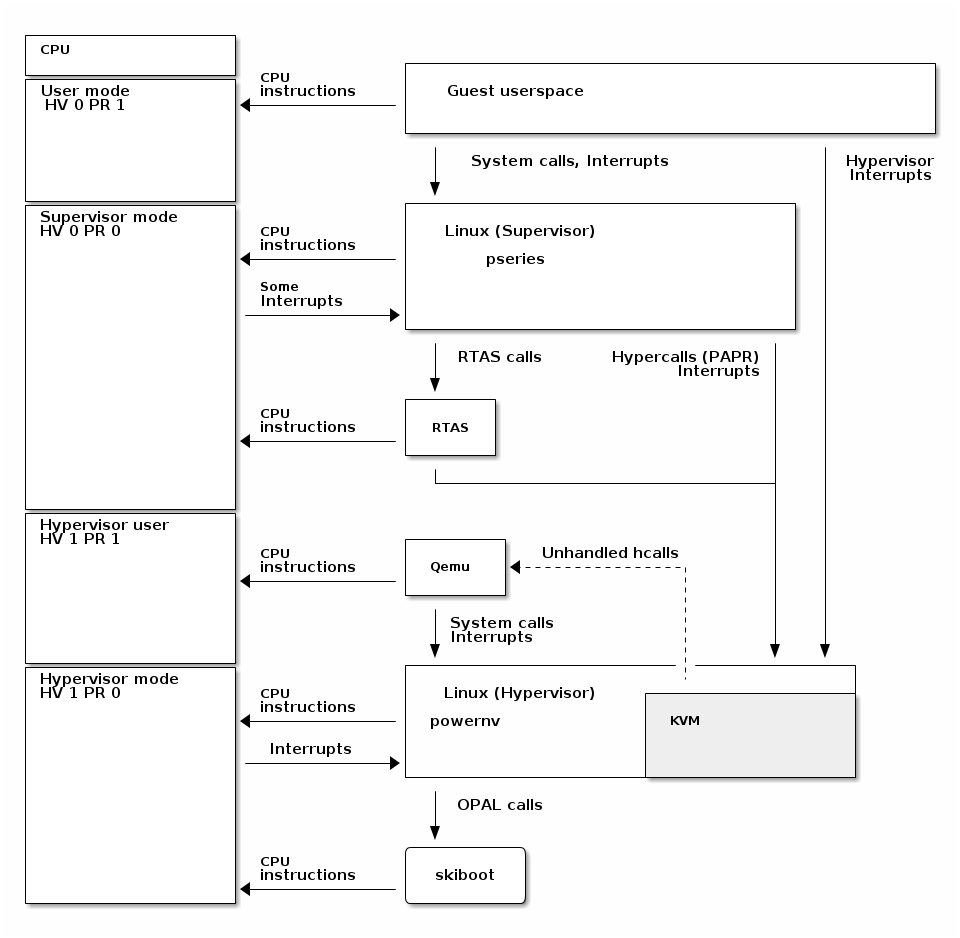 CPU
User mode
HV 0 PR 1
CPU
instructions
Guest userspace
System calls, Interrupts
Hypervisor
Interrupts
Supervisor mode
HV 0 PR 0
CPU
instructions
Linux (Supervisor)
pseries
Some
Interrupts
RTAS calls
Hypercalls (PAPR)
Interrupts
CPU
instructions
RTAS
Hypervisor user
HV 1 PR 1
CPU
instructions
Qemu
Unhandled hcalls
System calls
Interrupts
Hypervisor mode
HV 1 PR 0
CPU
instructions
Linux (Hypervisor)
powernv
KVM
Interrupts
OPAL calls
CPU
instructions
skiboot